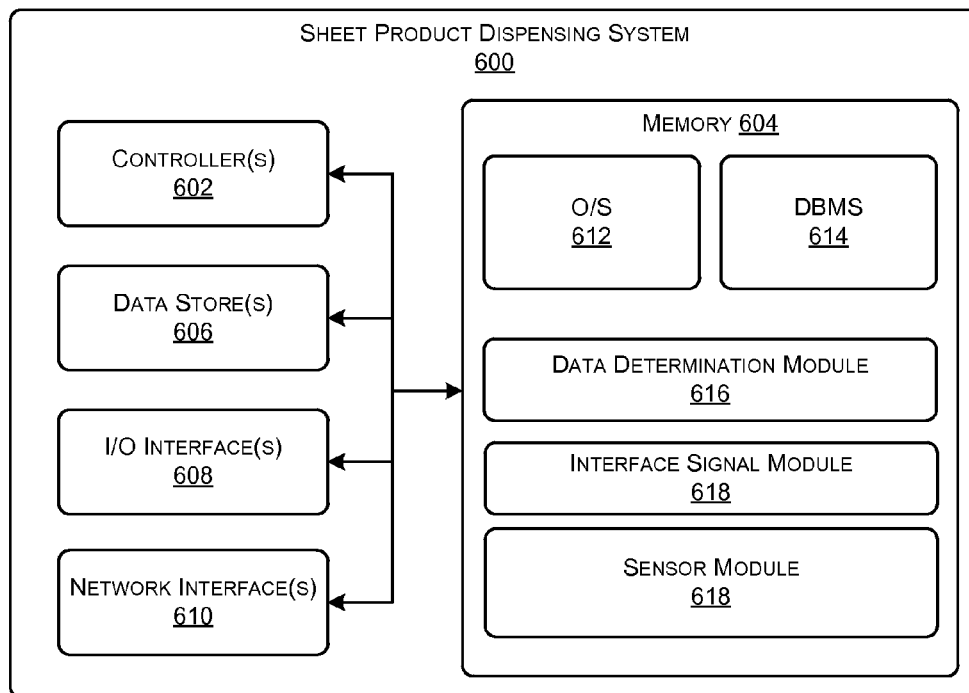 SHEET PRODUCT DISPENSING SYSTEM
600
CONTROLLER(S)
602
DATA STORE(S)
606
I/O INTERFACE(S)
608
NETWORK INTERFACE(S)
610
MEMORY 604
O/S
612
DBMS
614
DATA DETERMINATION MODULE
616
INTERFACE SIGNAL MODULE
618
SENSOR MODULE
618